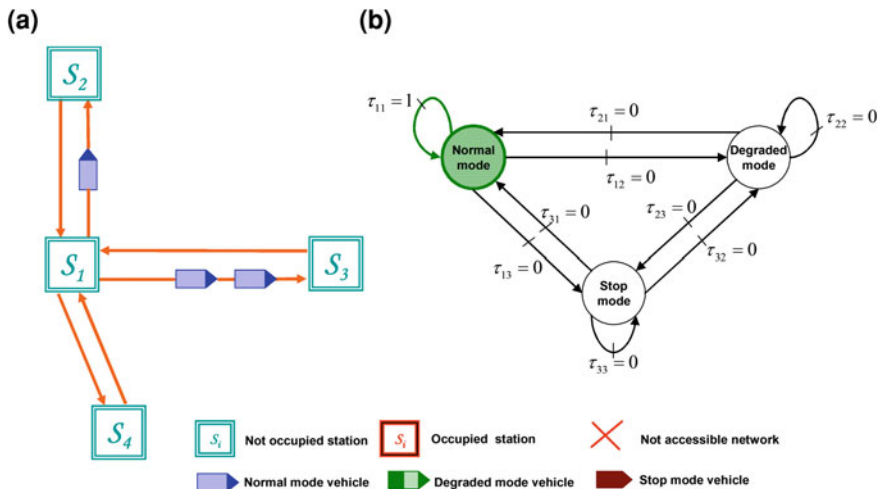 (a)
(b)
S₂
S₁
S₃
S₄
τ₁₁ = 1
τ₂₁ = 0
τ₂₂ = 0
Normal
mode
Degraded
mode
τ₁₂ = 0
τ₃₁ = 0
τ₂₃ = 0
τ₁₃ = 0
τ₃₂ = 0
Stop
mode
τ₃₃ = 0
Sᵢ Not occupied station
Sᵢ Occupied station
Not accessible network
Normal mode vehicle
Degraded mode vehicle
Stop mode vehicle